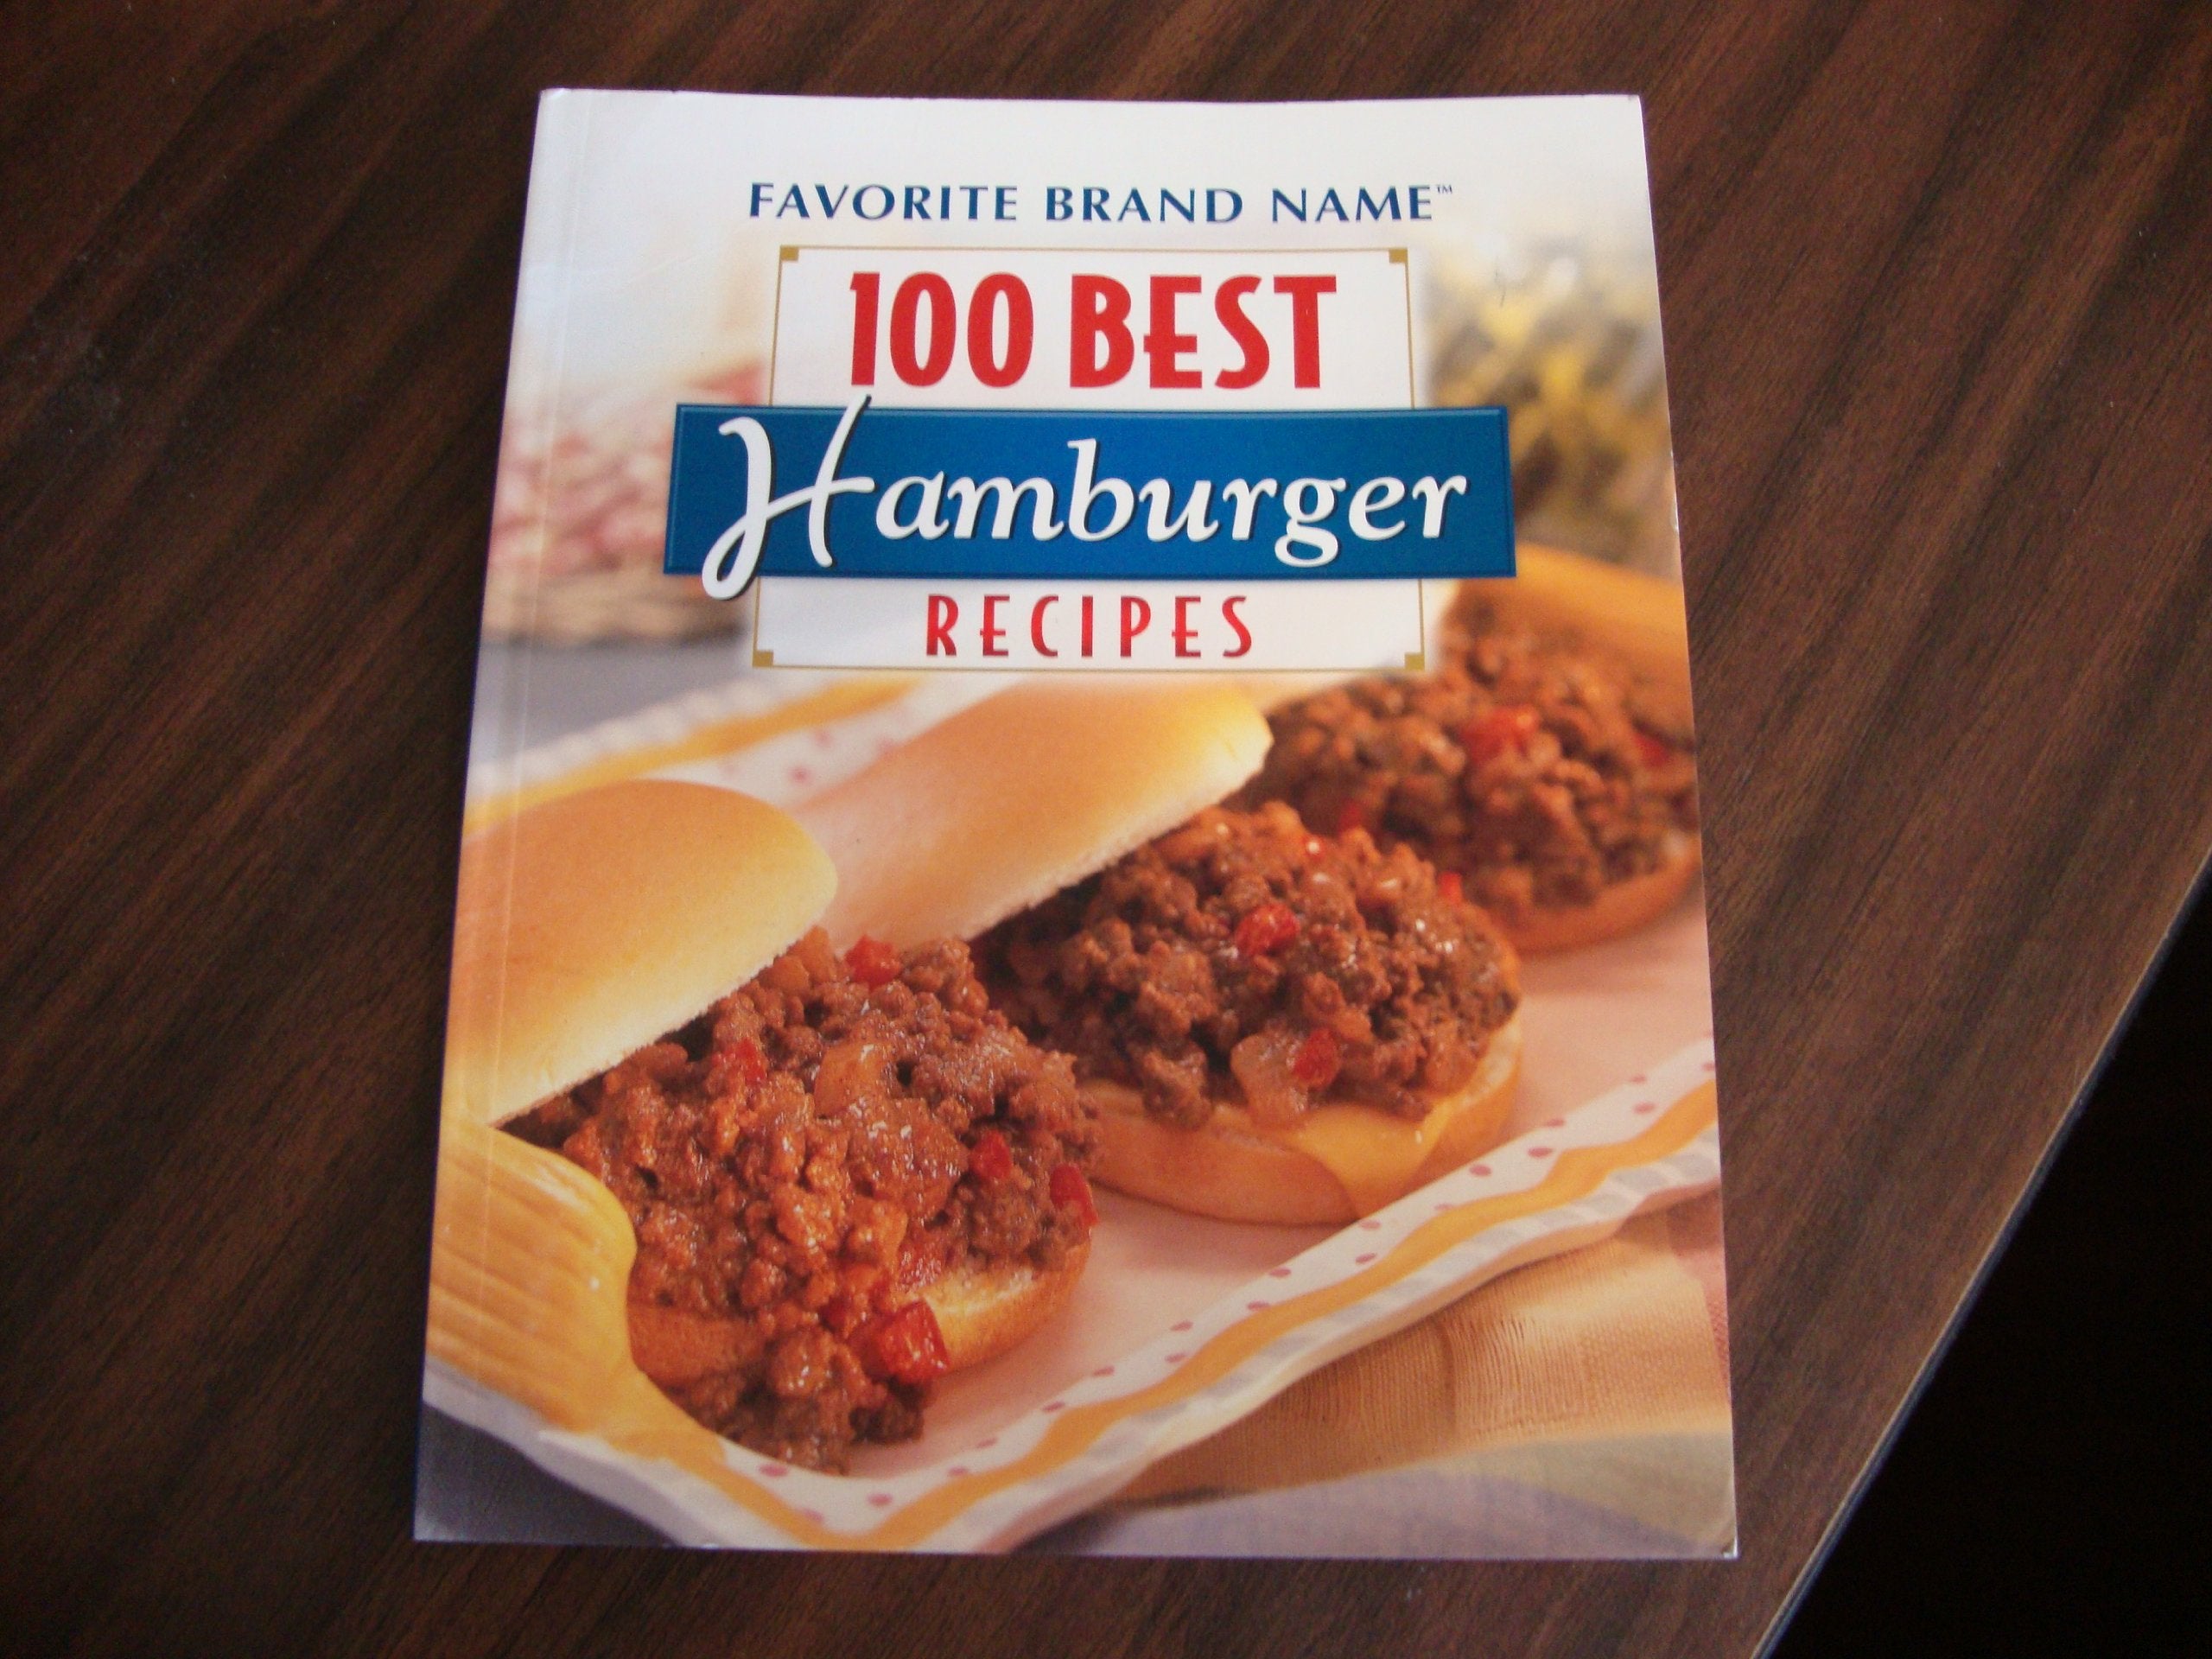 FAVORITE BRAND NAME™
100 BEST
Hamburger
RECIPES